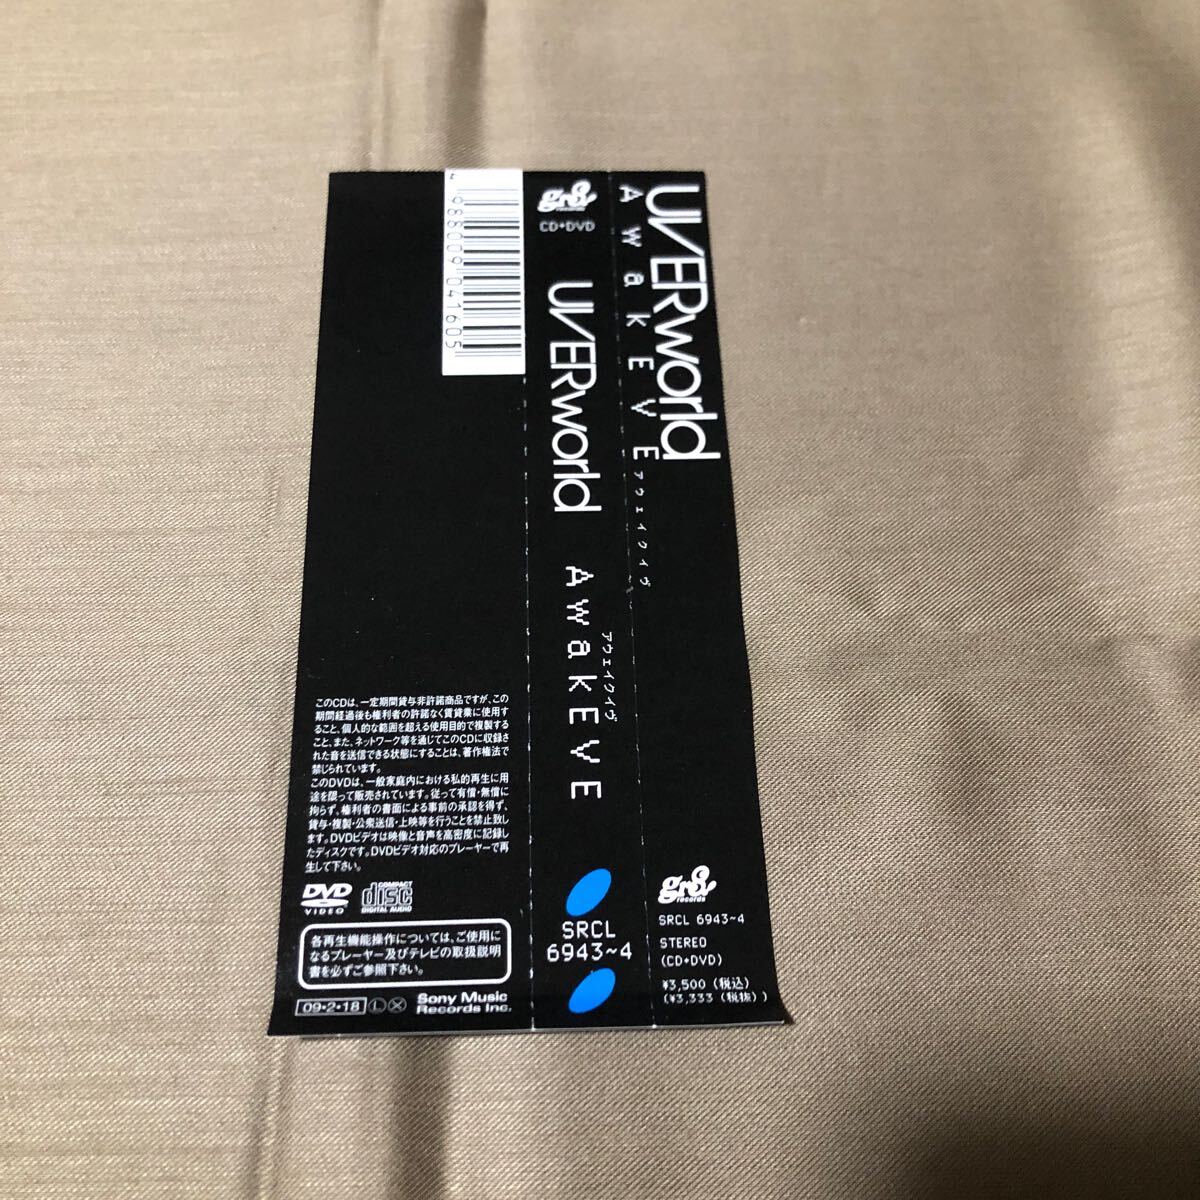 4 988009 041605
このCDは、一定期間貸与非許諾商品ですが、この
期間経過後も権利者の許諾なく賃貸業に使用す
ること、個人的な範囲を超える使用目的で複製する
こと、また、ネットワーク等を通じてこのCDに収録さ
れた音を送信できる状態にすることは、著作権法で
禁じられています。
このDVDは、一般家庭内における私的再生に用
途を限って販売されています。従って有償・無償に
拘らず、権利者の書面による事前の承認を得ず、
貸与・複製・公衆送信・上映等を行うことを禁止致し
ます。DVDビデオは映像と音声を高密度に記録し
たディスクです。DVDビデオ対応のプレーヤーで再
生して下さい。
DVD
VIDEO
COMPACT
disc
DIGITAL AUDIO
各再生機能操作については、ご使用に
なるプレーヤー及びテレビの取扱説明
書を必ずご参照下さい。
09・2・18 L X Sony Music
Records Inc.
gr8!
records
CD+DVD
UVERworld
AwakEVE
アウェイクイヴ
SRCL
6943~4
UVERworld
AwakEVE
アウェイクイヴ
gr8!
records
SRCL 6943~4
STEREO
(CD+DVD)
¥3,500 (税込)
(¥3,333 (税抜))